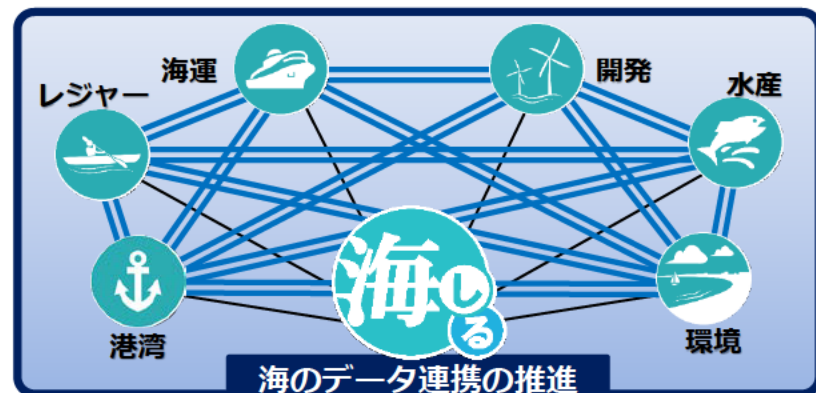 海運
開発
レジャー
水産
海しる
港湾
環境
海のデータ連携の推進